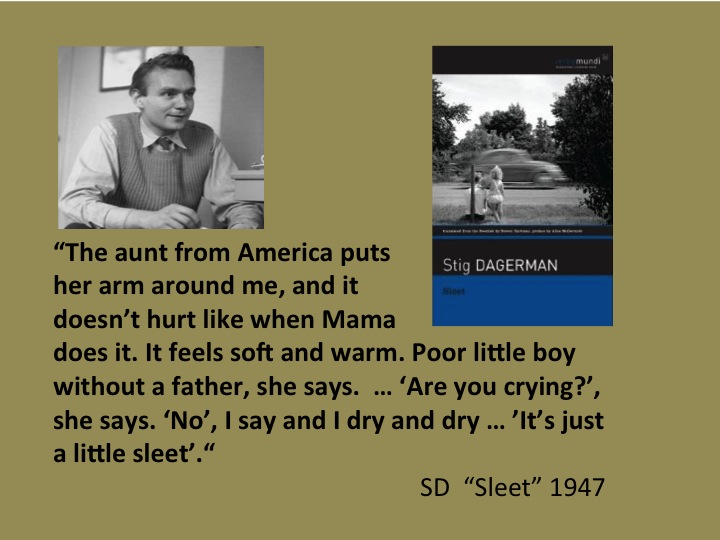 mundi
Stig DAGERMAN
Sleet
“The aunt from America puts
her arm around me, and it
doesn’t hurt like when Mama
does it. It feels soft and warm. Poor little boy
without a father, she says.  … ‘Are you crying?’,
she says. ‘No’, I say and I dry and dry … ’It’s just
a little sleet’.“
SD  “Sleet” 1947